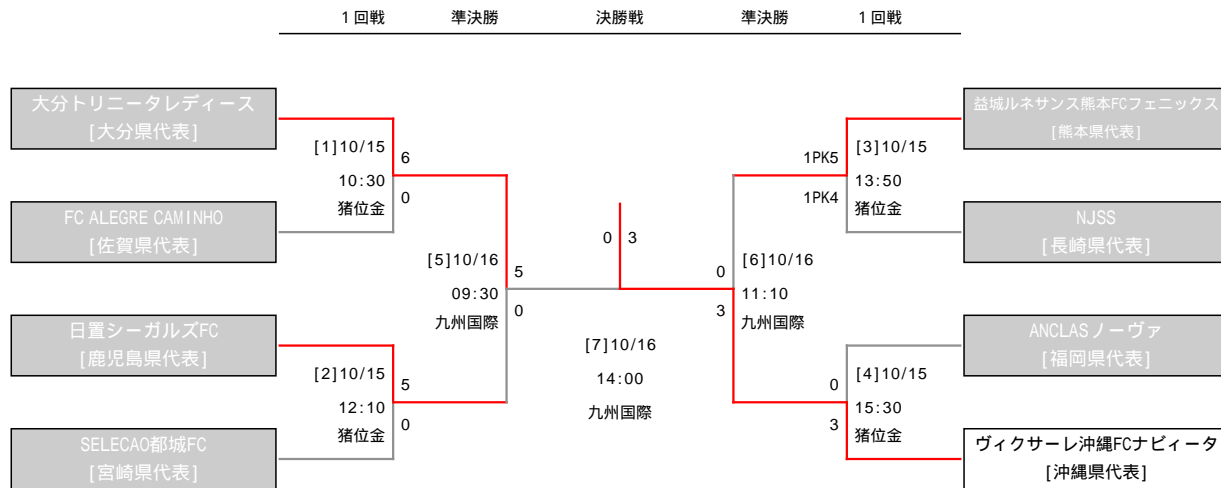 1回戦 準決勝 決勝戦 準決勝 1回戦
大分トリニータレディース
[大分県代表]
[1]10/15
10:30
猪位金
6
0
FC ALEGRE CAMINHO
[佐賀県代表]
[5]10/16
09:30
九州国際
5
0
日置シーガルズFC
[鹿児島県代表]
[2]10/15
12:10
猪位金
5
0
SELECAO都城FC
[宮崎県代表]
0 3
[7]10/16
14:00
九州国際
益城ルネサンス熊本FCフェニックス
[熊本県代表]
1PK5
1PK4
[3]10/15
13:50
猪位金
NJSS
[長崎県代表]
0
3
[6]10/16
11:10
九州国際
ANCLASノーヴァ
[福岡県代表]
0
3
[4]10/15
15:30
猪位金
ヴィクサーレ沖縄FCナビィータ
[沖縄県代表]